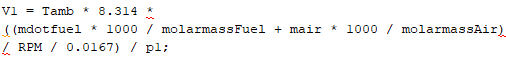 V1 = Tamb * 8.314 *
((mdotfuel * 1000 / molarmassFuel + mair * 1000 / molarmassAir)
/ RPM / 0.0167) / p1;